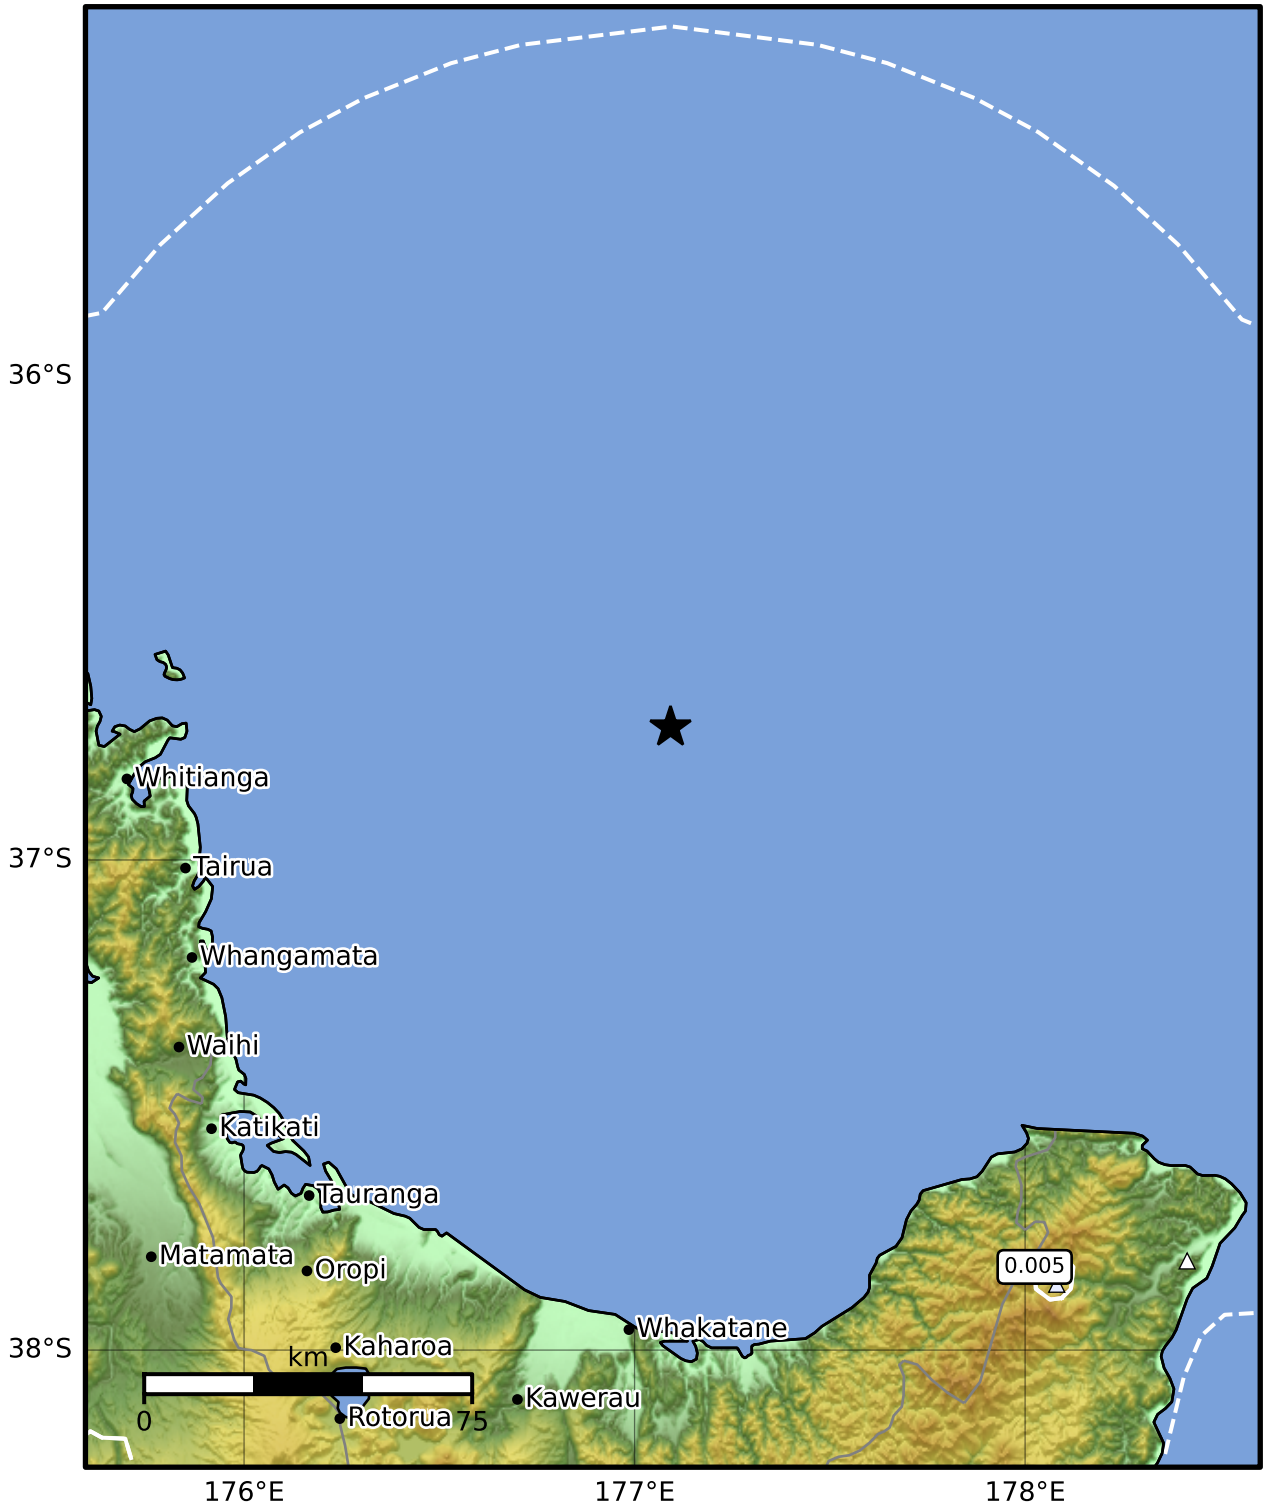 36°S
Whitianga
37°S
Tairua
Whangamata
Waihi
Katikati
Tauranga
Matamata
Oropi
0.005
Whakatane
38°S
Kaharoa
km
Kawerau
0
Rotorua
75
176°E
177°E
178°E